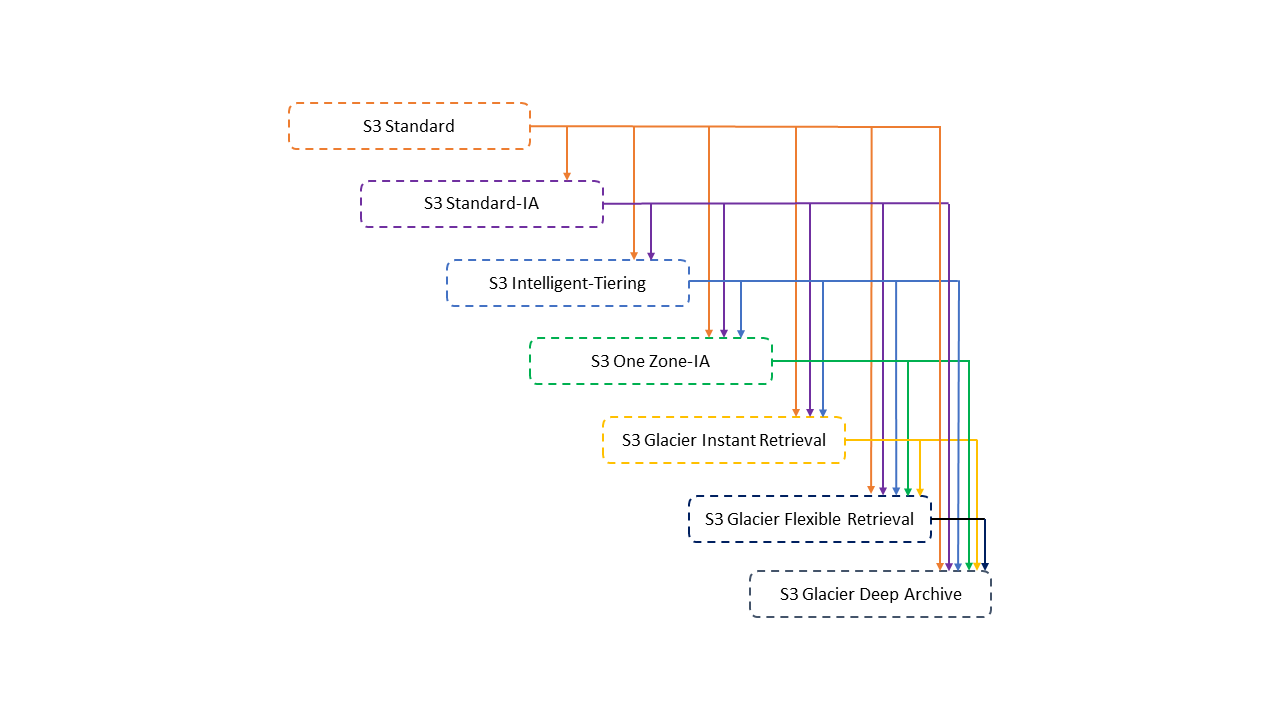 S3 Standard
S3 Standard-IA
S3 Intelligent-Tiering
S3 One Zone-IA
S3 Glacier Instant Retrieval
S3 Glacier Flexible Retrieval
S3 Glacier Deep Archive